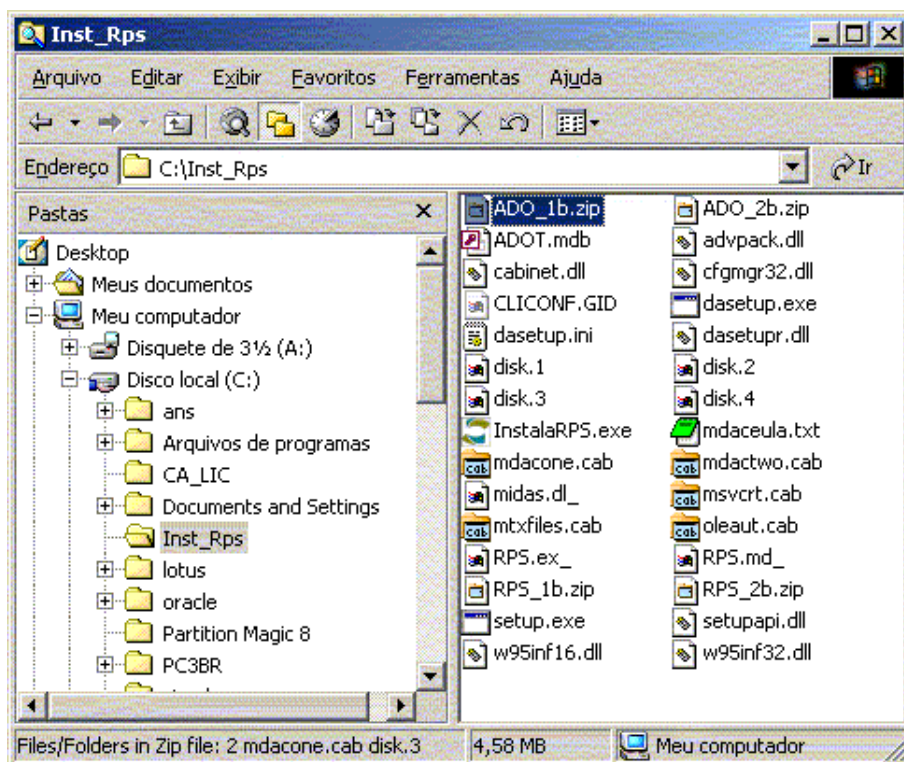 Inst_Rps
Arquivo Editar Exibir Favoritos Ferramentas Ajuda
Endereço C:\Inst_Rps Ir
Pastas
Desktop
Meus documentos
Meu computador
Disquete de 3½ (A:)
Disco local (C:)
ans
Arquivos de programas
CA_LIC
Documents and Settings
Inst_Rps
lotus
oracle
Partition Magic 8
PC3BR
ADO_1b.zip ADO_2b.zip
ADOT.mdb advpack.dll
cabinet.dll cfgmgr32.dll
CLICONF.GID dasetup.exe
dasetup.ini dasetupr.dll
disk.1 disk.2
disk.3 disk.4
InstalaRPS.exe mdaceula.txt
mdacone.cab mdactwo.cab
midas.dl_ msvcrt.cab
mtxfiles.cab oleaut.cab
RPS.ex_ RPS.md_
RPS_1b.zip RPS_2b.zip
setup.exe setupapi.dll
w95inf16.dll w95inf32.dll
Files/Folders in Zip file: 2 mdacone.cab disk.3 4,58 MB Meu computador